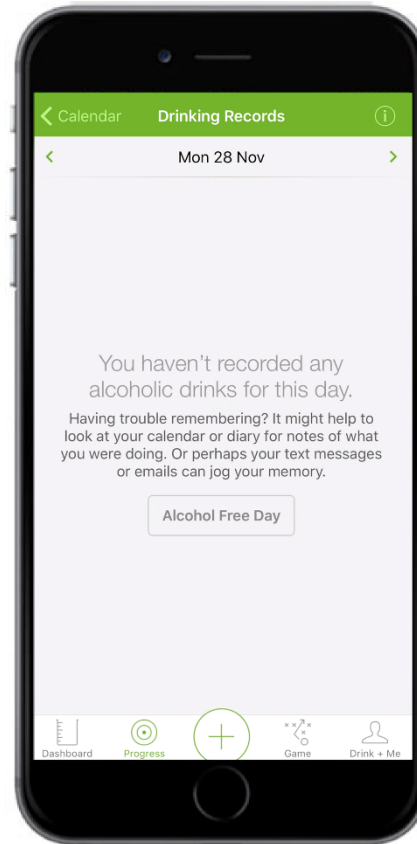 Calendar Drinking Records
Mon 28 Nov
You haven't recorded any
alcoholic drinks for this day.
Having trouble remembering? It might help to
look at your calendar or diary for notes of what
you were doing. Or perhaps your text messages
or emails can jog your memory.
Alcohol Free Day
Dashboard Progress Game Drink + Me